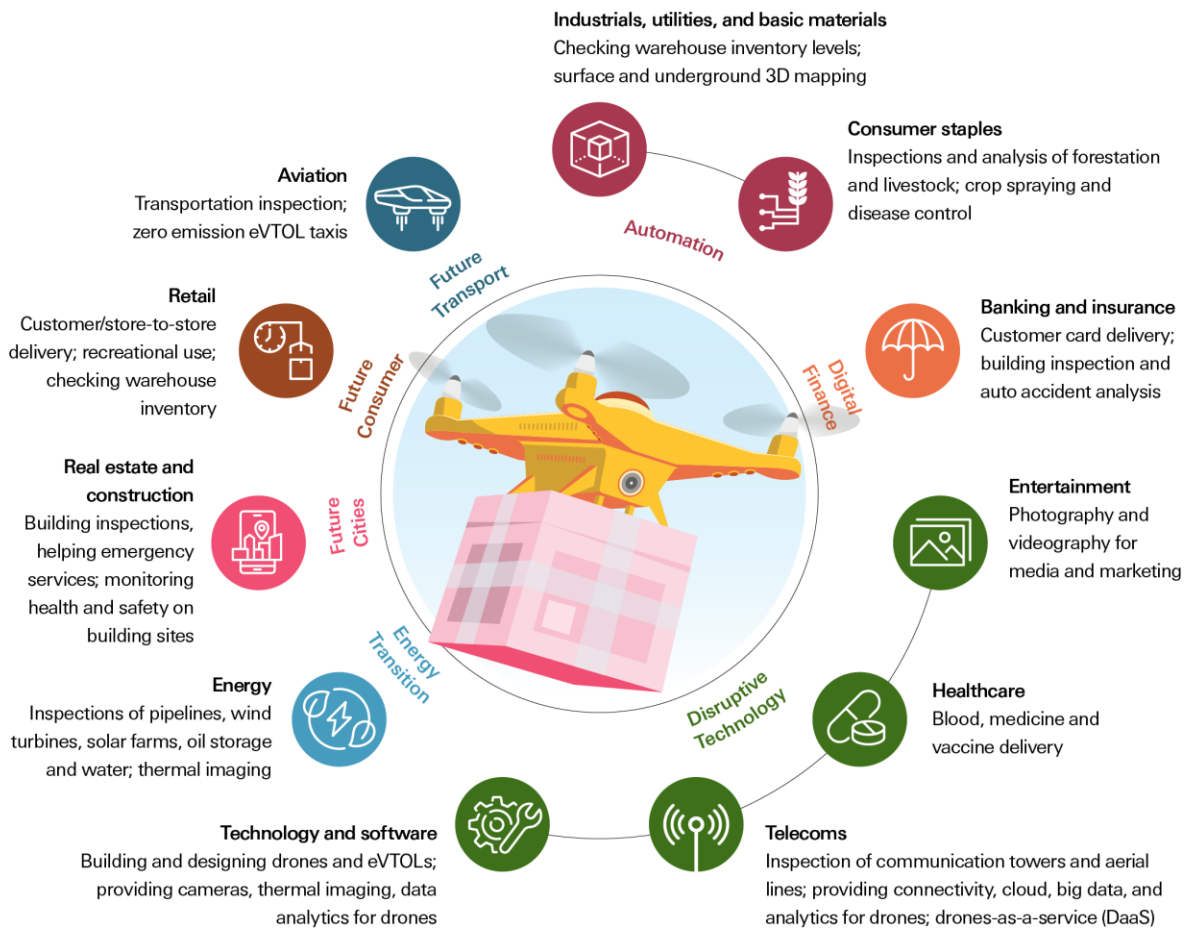 Industrials, utilities, and basic materials
Checking warehouse inventory levels;
surface and underground 3D mapping
Consumer staples
Inspections and analysis of forestation
and livestock; crop spraying and
disease control
Automation
Aviation
Transportation inspection;
zero emission eVTOL taxis
Future
Transport
Retail
Customer/store-to-store
delivery; recreational use;
checking warehouse
inventory
Future
Consumer
Banking and insurance
Customer card delivery;
building inspection and
auto accident analysis
Digital
Finance
Real estate and
construction
Building inspections,
helping emergency
services; monitoring
health and safety on
building sites
Future
Cities
Entertainment
Photography and
videography for
media and marketing
Energy
Inspections of pipelines, wind
turbines, solar farms, oil storage
and water; thermal imaging
Energy
Transition
Disruptive
Technology
Healthcare
Blood, medicine and
vaccine delivery
Technology and software
Building and designing drones and eVTOLs;
providing cameras, thermal imaging, data
analytics for drones
Telecoms
Inspection of communication towers and aerial
lines; providing connectivity, cloud, big data, and
analytics for drones; drones-as-a-service (DaaS)